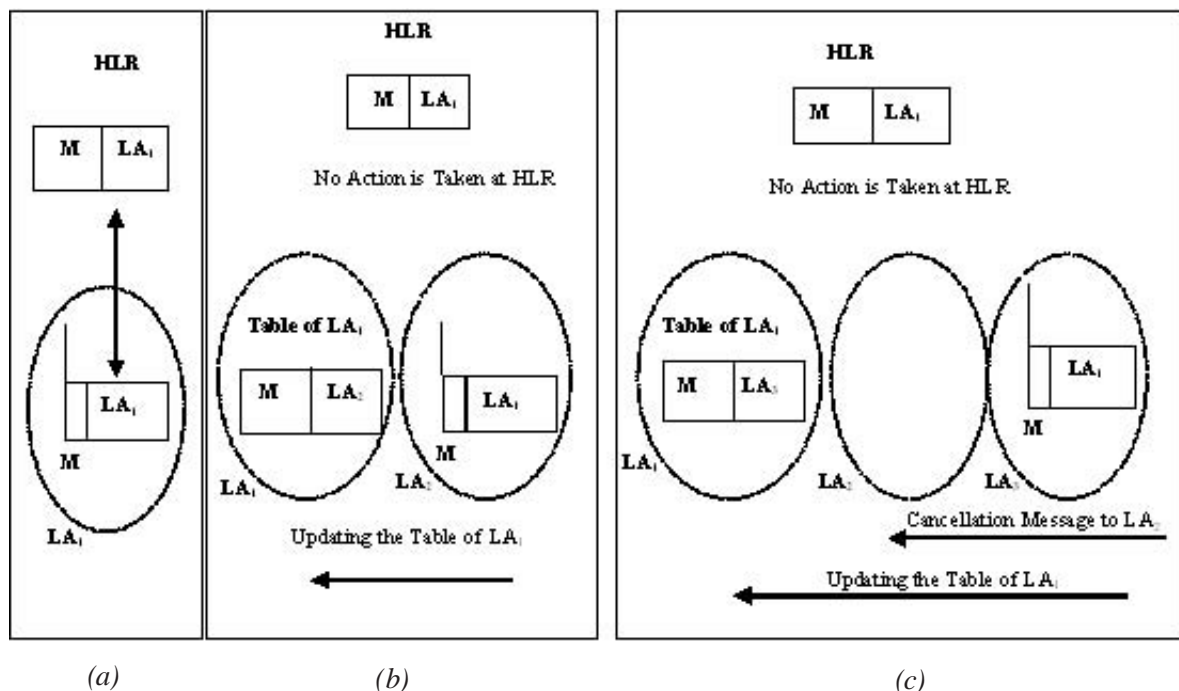 HLR
M LA₁
LA₁
M
LA₁
HLR
M LA₁
No Action is Taken at HLR
Table of LA₁
M LA₂
LA₁
M
LA₁
LA₂
Updating the Table of LA₁
HLR
M LA₁
No Action is Taken at HLR
Table of LA₁
M LA₃
LA₁
M
LA₁
LA₂
LA₃
Cancellation Message to LA₂
Updating the Table of LA₁
(a)
(b)
(c)